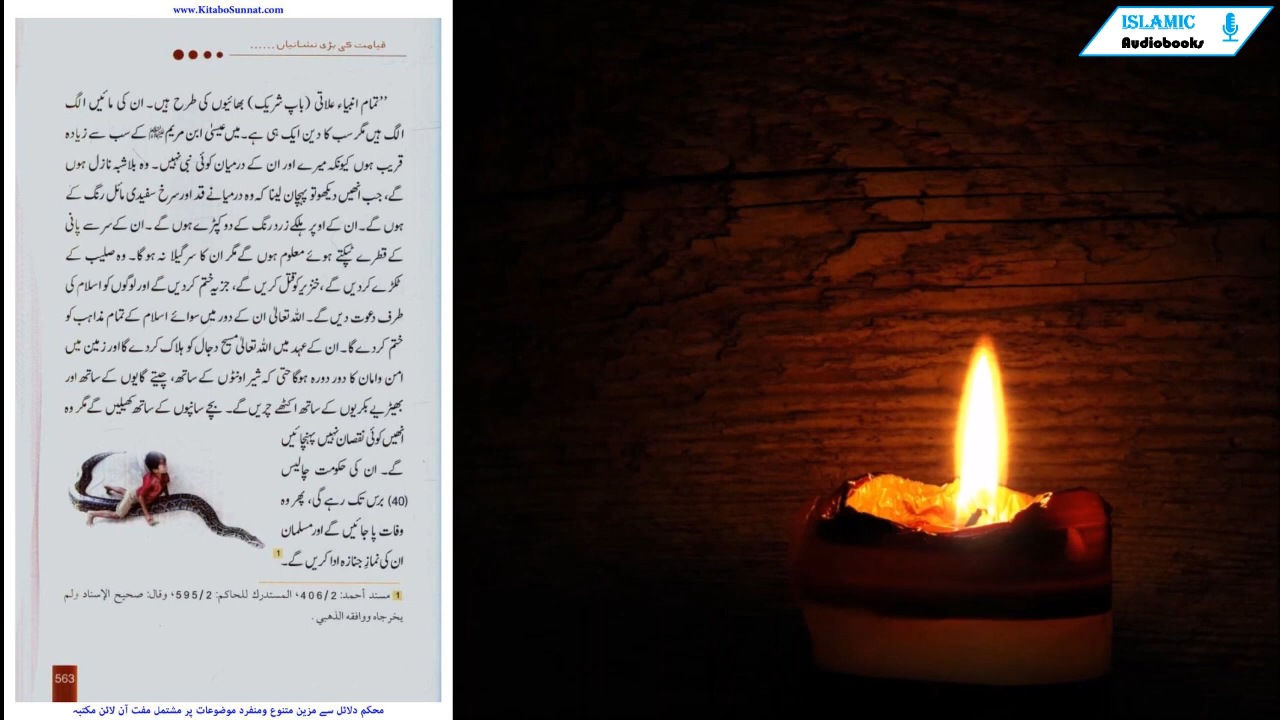 www.KitaboSunnat.com
قیامت کی بڑی نشانیاں ......
’’تمام انبیاء علاتی (باپ شریک) بھائیوں کی طرح ہیں۔ ان کی مائیں الگ
الگ ہیں مگر سب کا دین ایک ہی ہے۔ میں عیسیٰ ابن مریم ﷺ کے سب سے زیادہ
قریب ہوں کیونکہ میرے اور ان کے درمیان کوئی نبی نہیں۔ وہ بلاشبہ نازل ہوں
گے، جب انھیں دیکھو تو پہچان لینا کہ وہ درمیانے قد اور سرخ سفیدی مائل رنگ کے
ہوں گے۔ ان کے اوپر ہلکے زرد رنگ کے دو کپڑے ہوں گے۔ ان کے سر سے پانی
کے قطرے ٹپکتے ہوئے معلوم ہوں گے مگر ان کا سر گیلا نہ ہوگا۔ وہ صلیب کے
ٹکڑے کردیں گے، خنزیر کو قتل کریں گے، جزیہ ختم کردیں گے اور لوگوں کو اسلام کی
طرف دعوت دیں گے۔ اللہ تعالیٰ ان کے دور میں سوائے اسلام کے تمام مذاہب کو
ختم کردے گا۔ ان کے عہد میں اللہ تعالیٰ مسیح دجال کو ہلاک کردے گا اور زمین میں
امن وامان کا دور دورہ ہوگا حتی کہ شیر اونٹوں کے ساتھ، چیتے گایوں کے ساتھ اور
بھیڑیے بکریوں کے ساتھ اکٹھے چریں گے۔ بچے سانپوں کے ساتھ کھیلیں گے مگر وہ
انھیں کوئی نقصان نہیں پہنچائیں
گے۔ ان کی حکومت چالیس
(40) برس تک رہے گی، پھر وہ
وفات پا جائیں گے اور مسلمان
ان کی نمازِ جنازہ ادا کریں گے۔ 1
1 مسند أحمد: 406/2، المستدرك للحاكم: 595/2، وقال: صحيح الإسناد ولم
يخرجاه ووافقه الذهبي .
563
محکم دلائل سے مزین متنوع ومنفرد موضوعات پر مشتمل مفت آن لائن مکتبہ
ISLAMIC
Audiobooks